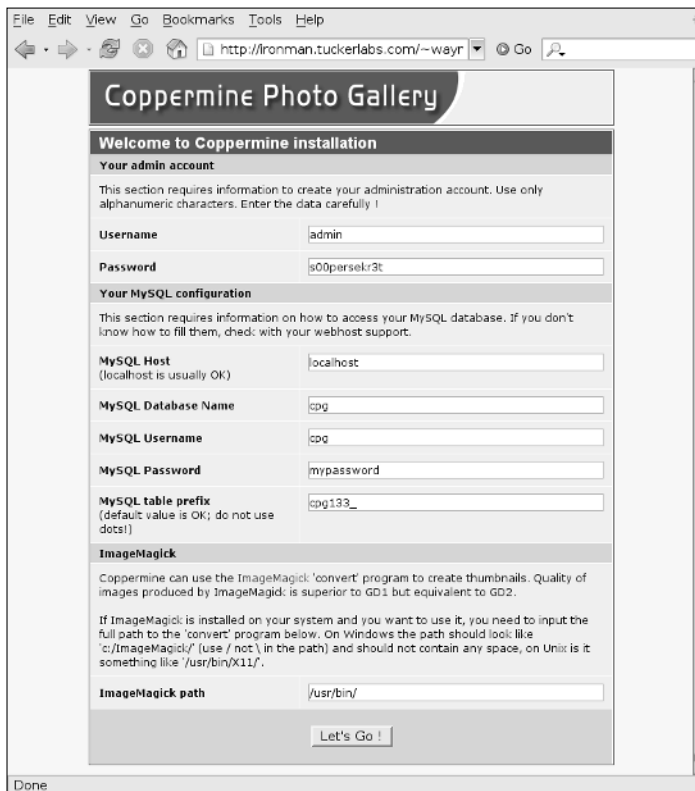 File Edit View Go Bookmarks Tools Help
http://ironman.tuckerlabs.com/~wayr Go
Coppermine Photo Gallery
Welcome to Coppermine installation
Your admin account
This section requires information to create your administration account. Use only
alphanumeric characters. Enter the data carefully !
Username admin
Password s00persekr3t
Your MySQL configuration
This section requires information on how to access your MySQL database. If you don't
know how to fill them, check with your webhost support.
MySQL Host localhost
(localhost is usually OK)
MySQL Database Name cpg
MySQL Username cpg
MySQL Password mypassword
MySQL table prefix cpg133_
(default value is OK; do not use
dots!)
ImageMagick
Coppermine can use the ImageMagick 'convert' program to create thumbnails. Quality of
images produced by ImageMagick is superior to GD1 but equivalent to GD2.
If ImageMagick is installed on your system and you want to use it, you need to input the
full path to the 'convert' program below. On Windows the path should look like
'c:/ImageMagick/' (use / not \ in the path) and should not contain any space, on Unix is it
something like '/usr/bin/X11/'.
ImageMagick path /usr/bin/
Let's Go !
Done